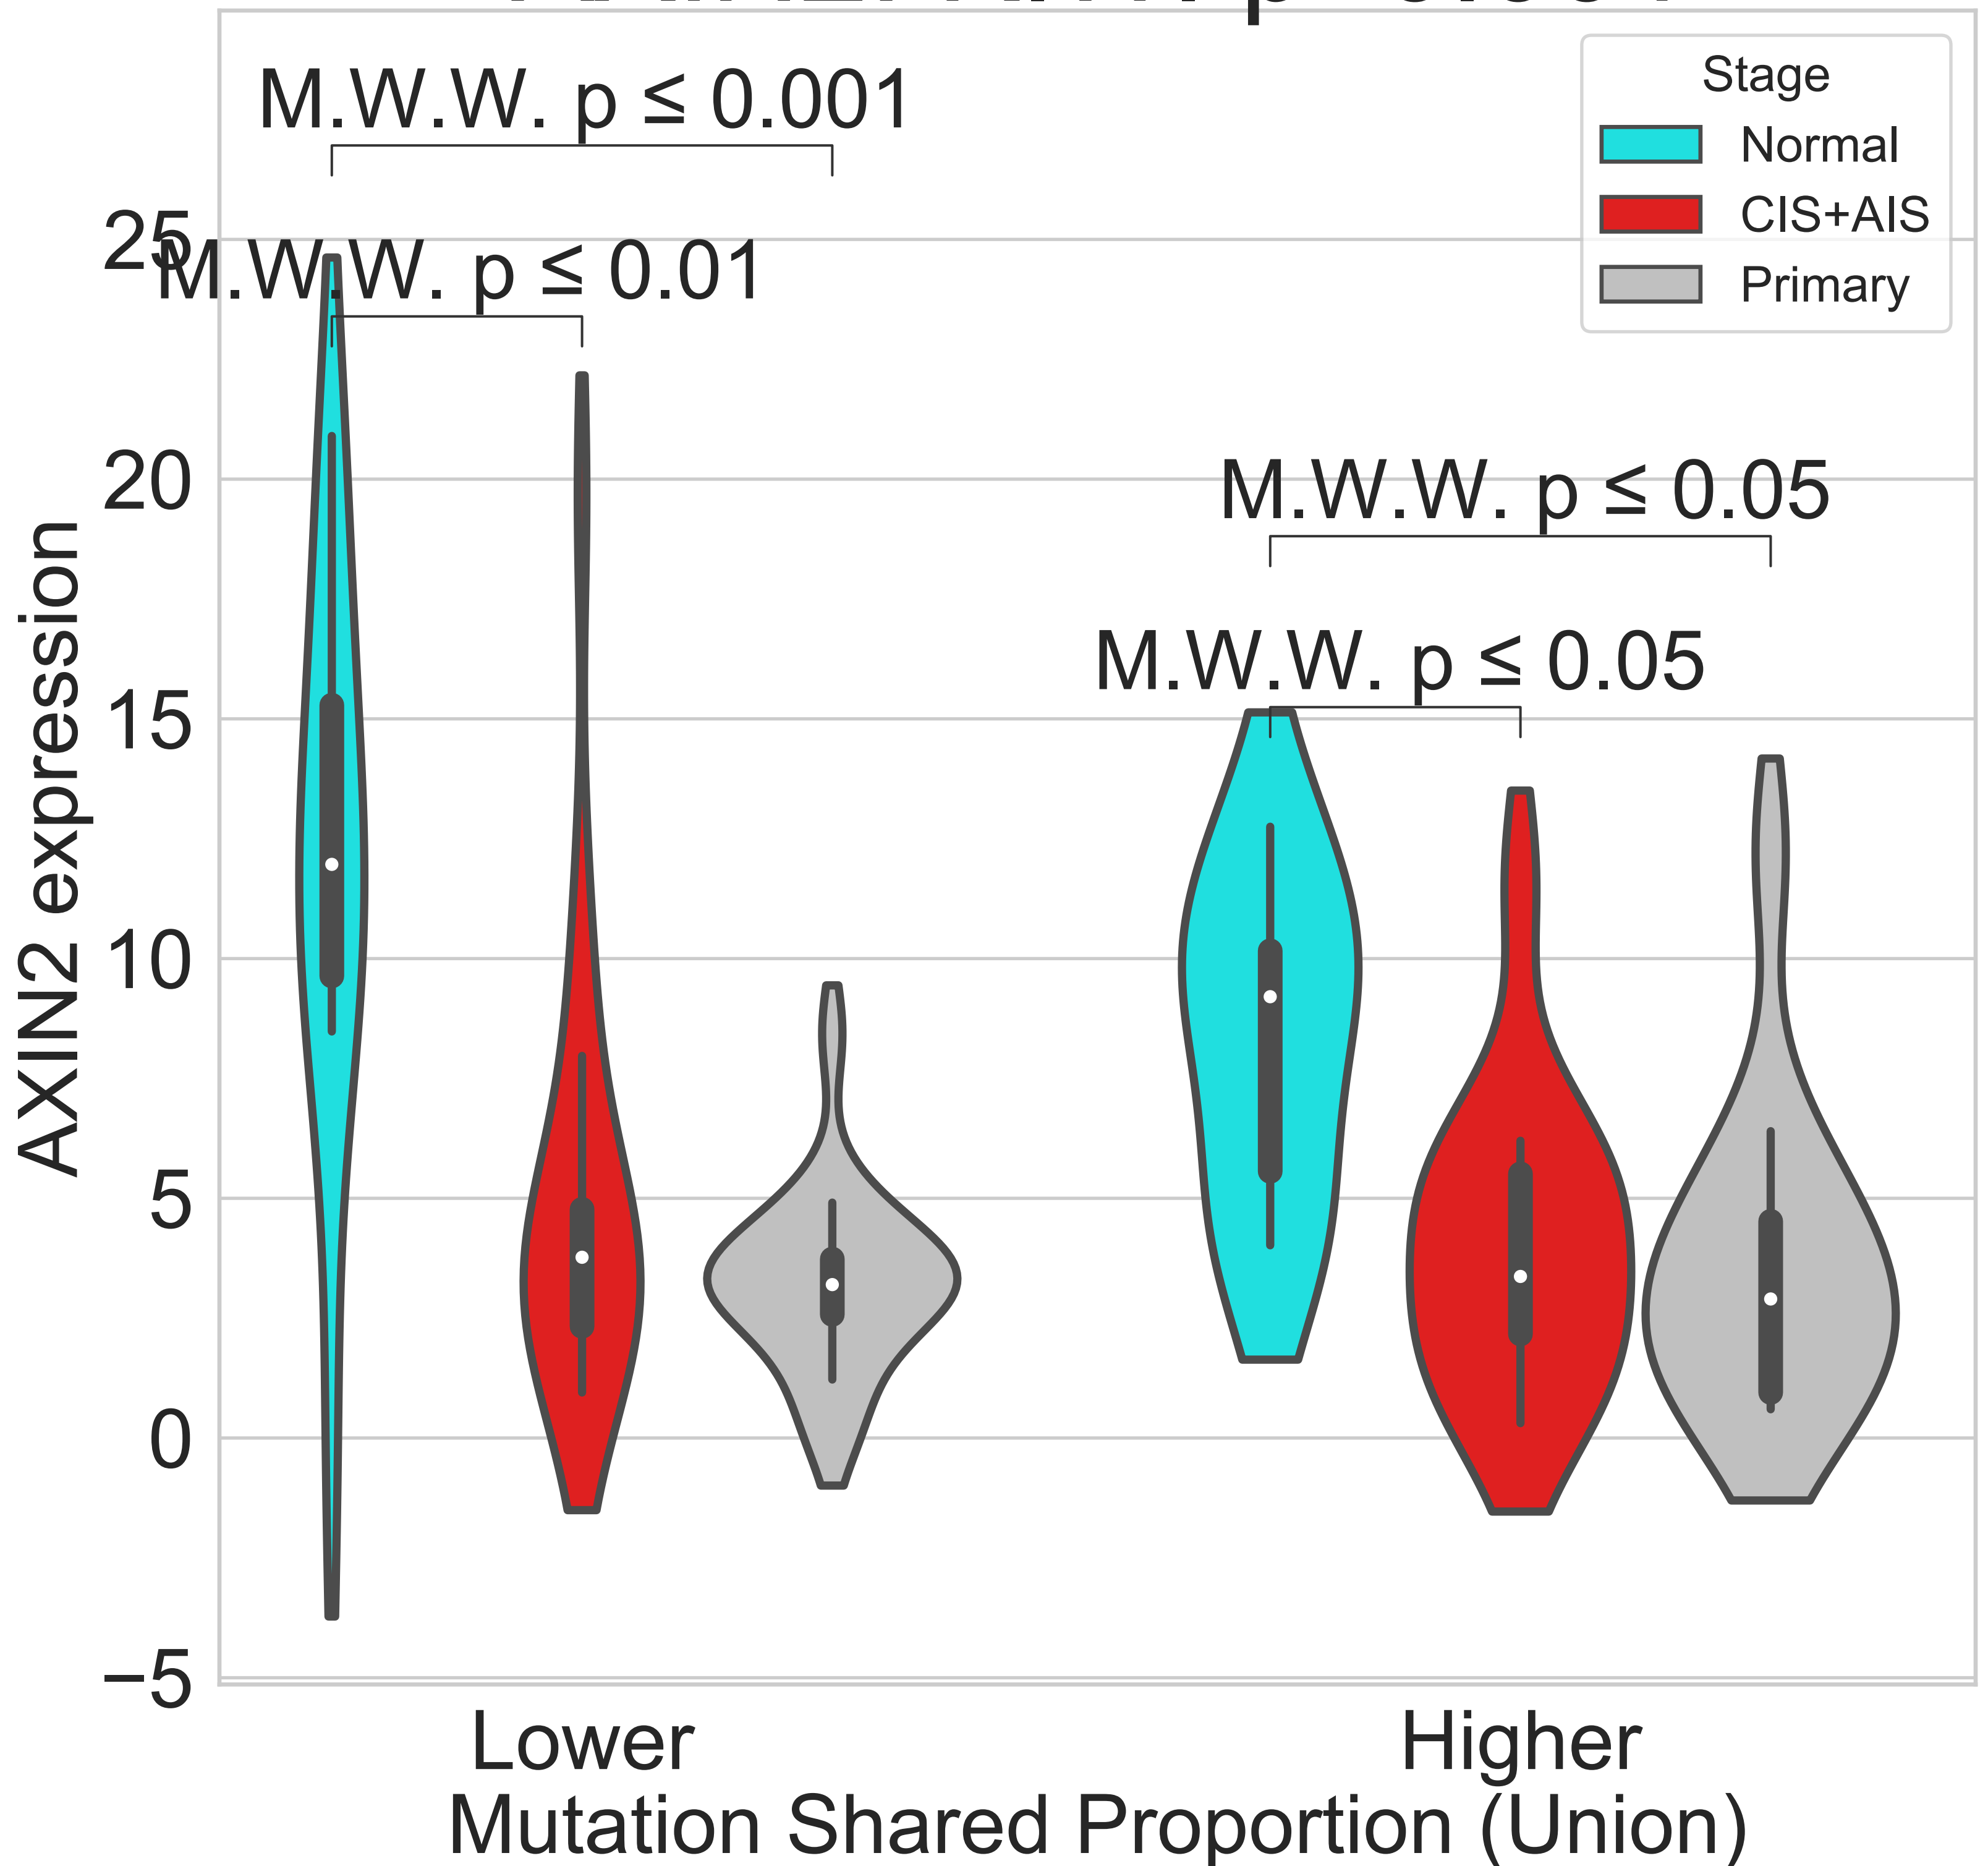 M.W.W. p ≤ 0.001
Stage
Normal
CIS+AIS
Primary
M.W.W. p ≤ 0.01
M.W.W. p ≤ 0.05
M.W.W. p ≤ 0.05
25
20
15
10
5
0
−5
AXIN2 expression
Lower
Higher
Mutation Shared Proportion (Union)